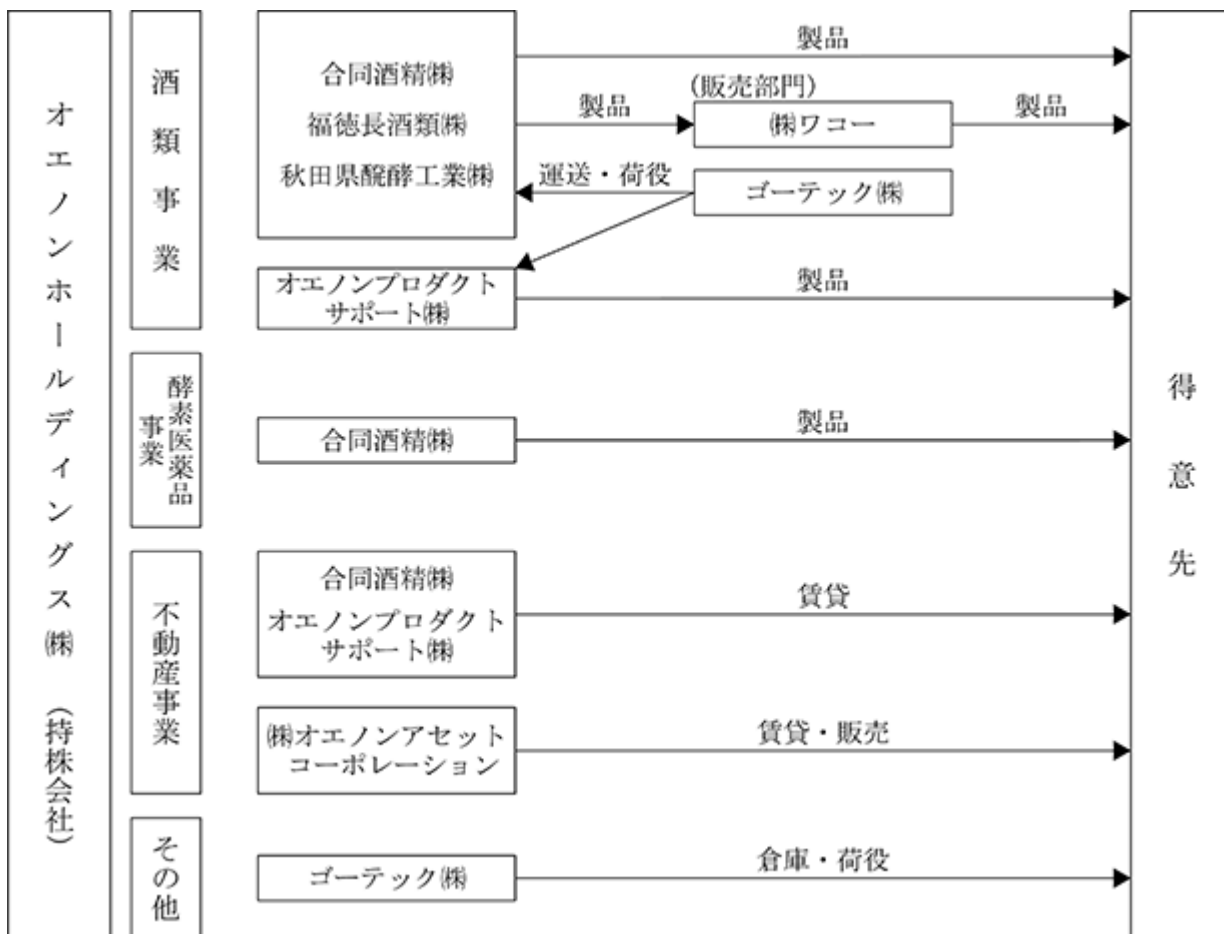 オエノンホールディングス㈱ （持株会社）
酒類事業
合同酒精㈱
福徳長酒類㈱
秋田県醗酵工業㈱
製品
製品
(販売部門)
㈱ワコー
製品
運送・荷役
ゴーテック㈱
オエノンプロダクト
サポート㈱
製品
酵素医薬品
事業
合同酒精㈱
製品
不動産事業
合同酒精㈱
オエノンプロダクト
サポート㈱
賃貸
㈱オエノンアセット
コーポレーション
賃貸・販売
その他
ゴーテック㈱
倉庫・荷役
得意先